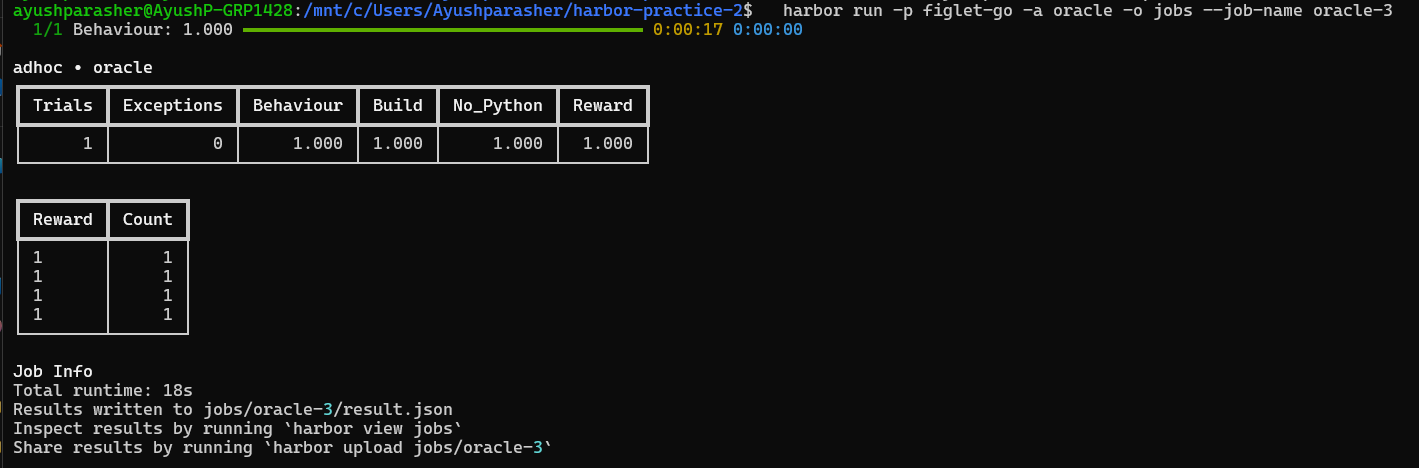 ayushparasher@AyushP-GRP1428:/mnt/c/Users/Ayushparasher/harbor-practice-2$ harbor run -p figlet-go -a oracle -o jobs --job-name oracle-3
1/1 Behaviour: 1.000 0:00:17 0:00:00
adhoc • oracle
Trials Exceptions Behaviour Build No_Python Reward
1 0 1.000 1.000 1.000 1.000
Reward Count
1 1
1 1
1 1
1 1
Job Info
Total runtime: 18s
Results written to jobs/oracle-3/result.json
Inspect results by running `harbor view jobs`
Share results by running `harbor upload jobs/oracle-3`